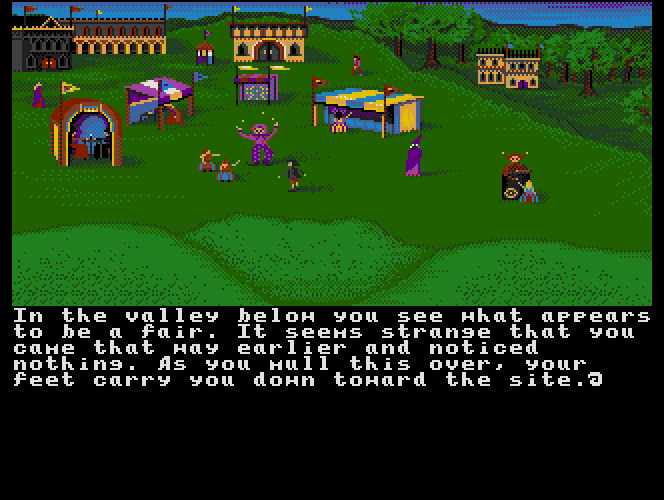 In the valley below you see what appears
to be a fair. It seems strange that you
came that way earlier and noticed
nothing. As you mull this over, your
feet carry you down toward the site.